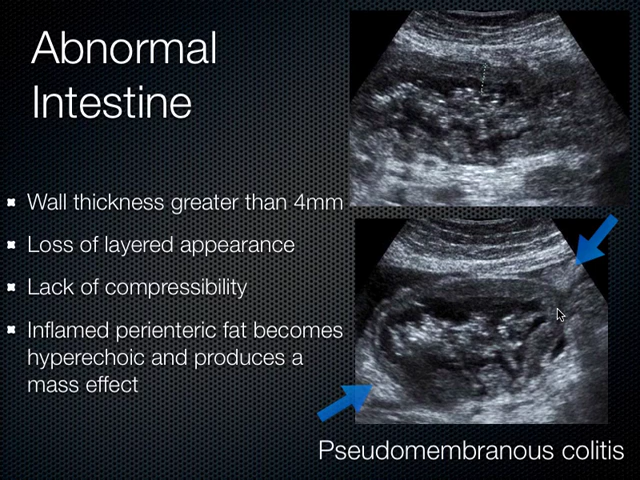 Abnormal
Intestine
Wall thickness greater than 4mm
Loss of layered appearance
Lack of compressibility
Inflamed perienteric fat becomes
hyperechoic and produces a
mass effect
Pseudomembranous colitis